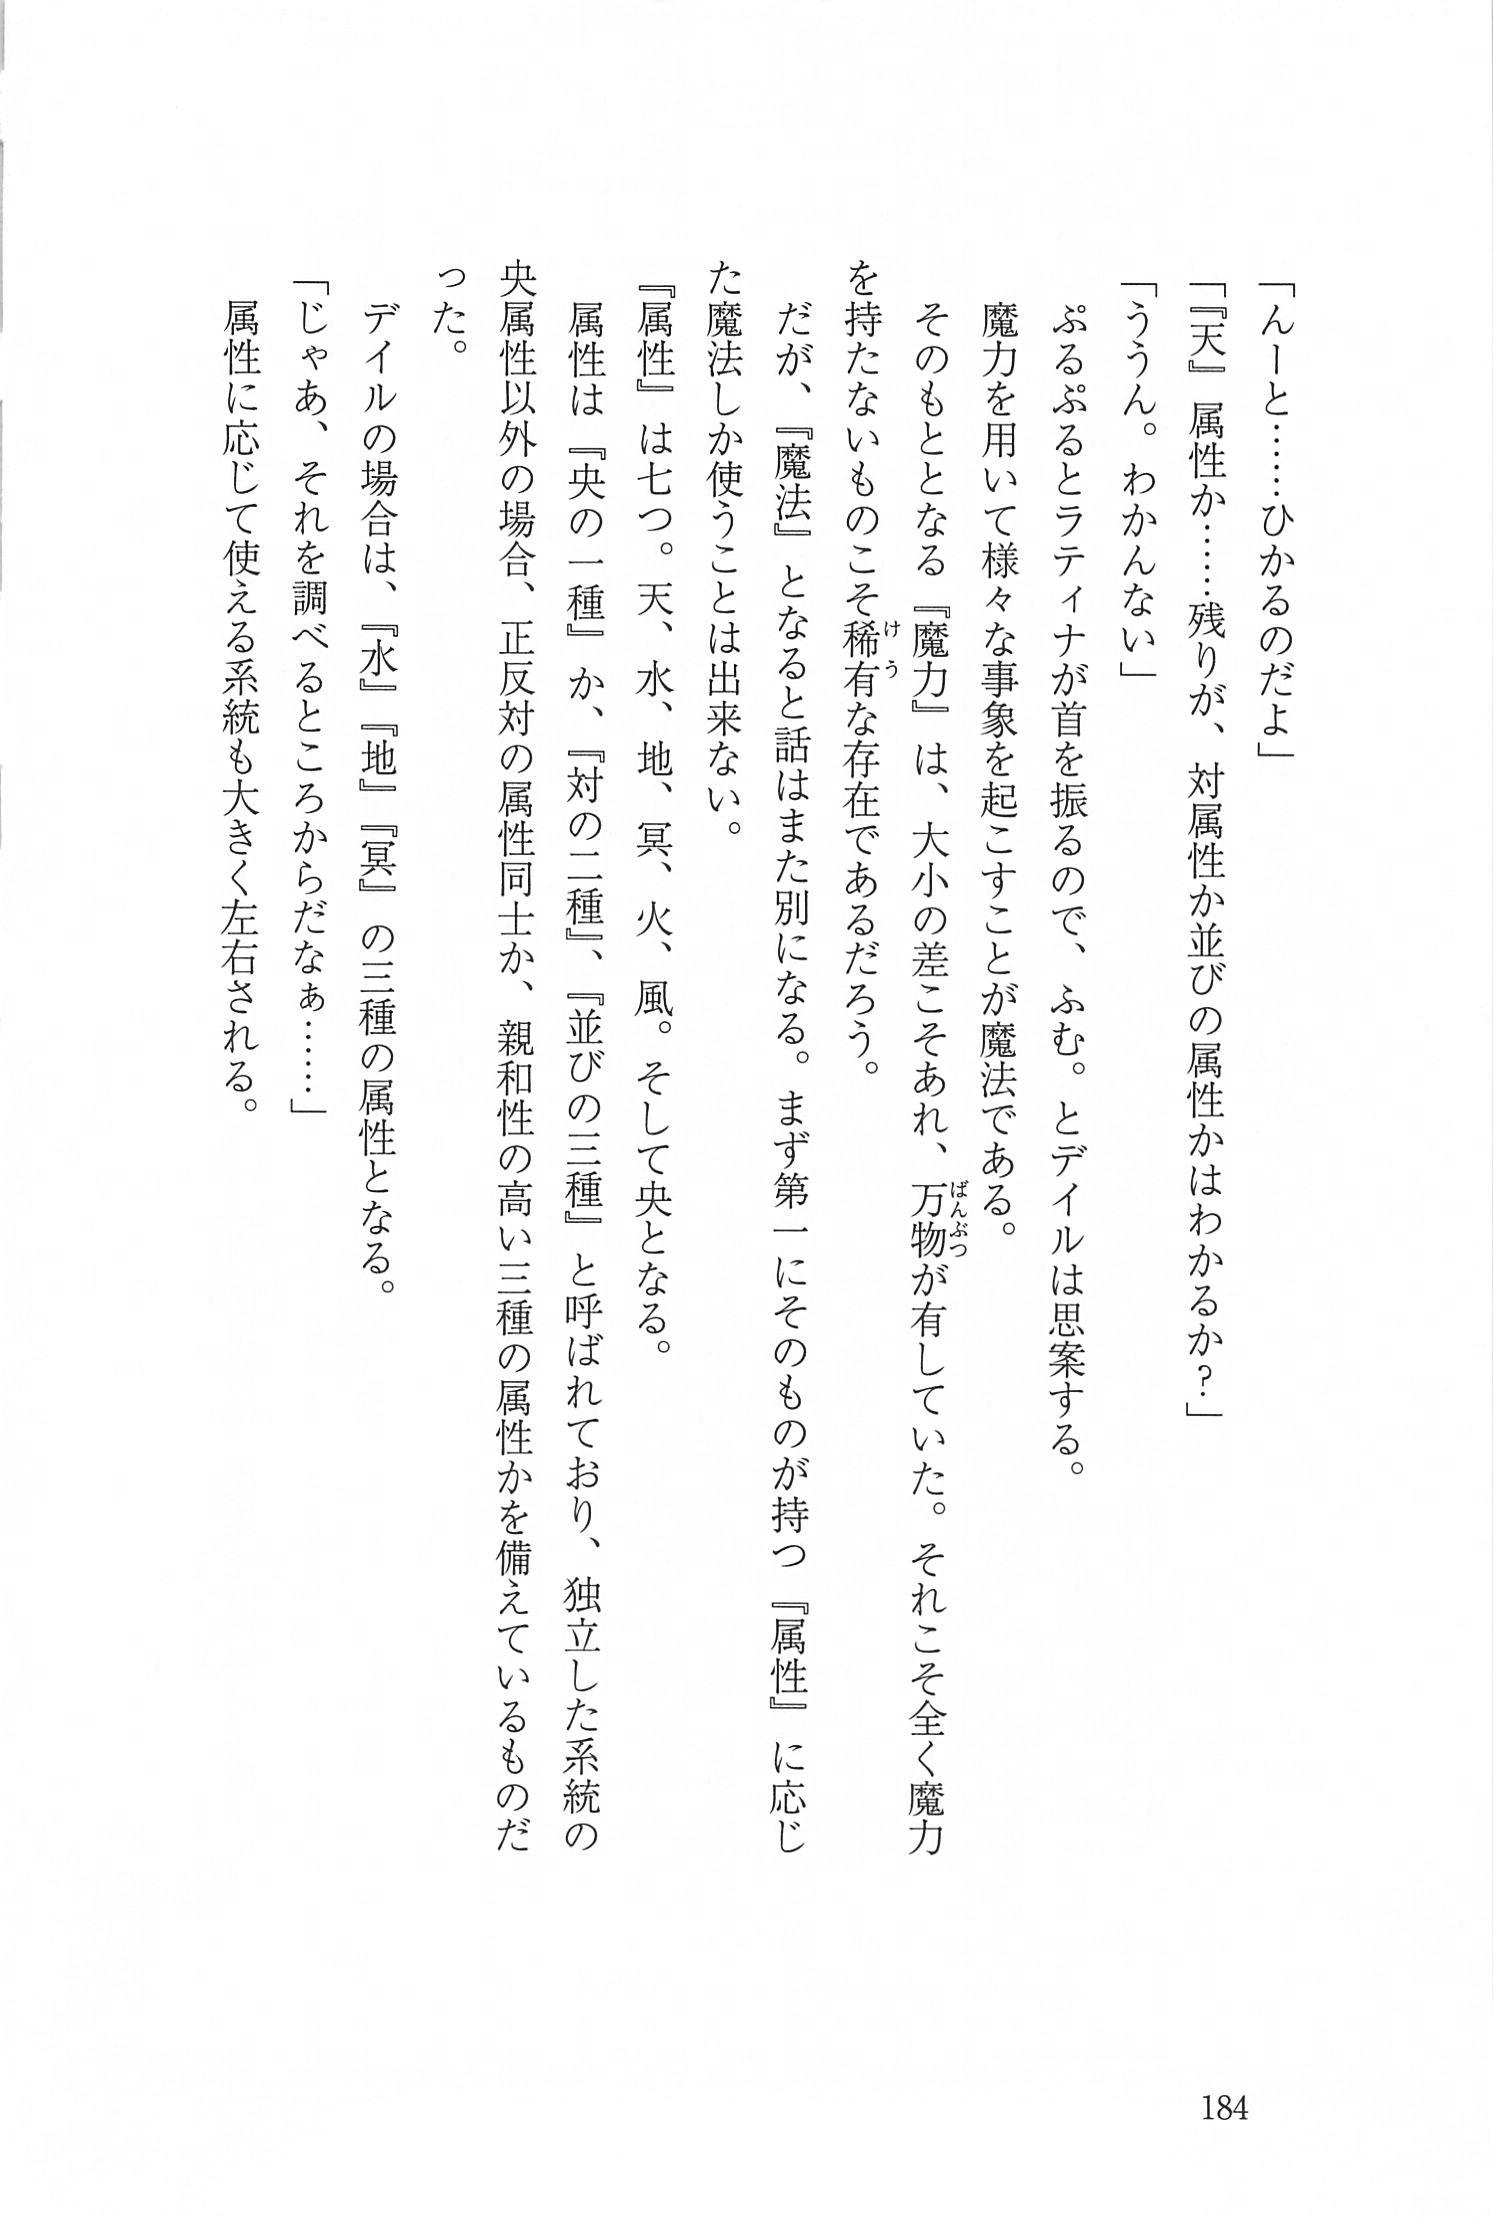 「んーと……ひかるのだよ」
「『天』属性か……残りが、対属性か並びの属性かはわかるか？」
「ううん。わかんない」
ぷるぷるとラティナが首を振るので、ふむ。とデイルは思案する。
魔力を用いて様々な事象を起こすことが魔法である。
そのもととなる『魔力』は、大小の差こそあれ、万物が有していた。それこそ全く魔力
ばんぶつ
を持たないものこそ稀有な存在であるだろう。
けう
だが、『魔法』となると話はまた別になる。まず第一にそのものが持つ『属性』に応じ
た魔法しか使うことは出来ない。
『属性』は七つ。天、水、地、冥、火、風。そして央となる。
属性は『央の一種』か、『対の二種』、『並びの三種』と呼ばれており、独立した系統の
央属性以外の場合、正反対の属性同士か、親和性の高い三種の属性かを備えているものだ
った。
デイルの場合は、『水』『地』『冥』の三種の属性となる。
「じゃあ、それを調べるところからだなぁ……」
属性に応じて使える系統も大きく左右される。
184